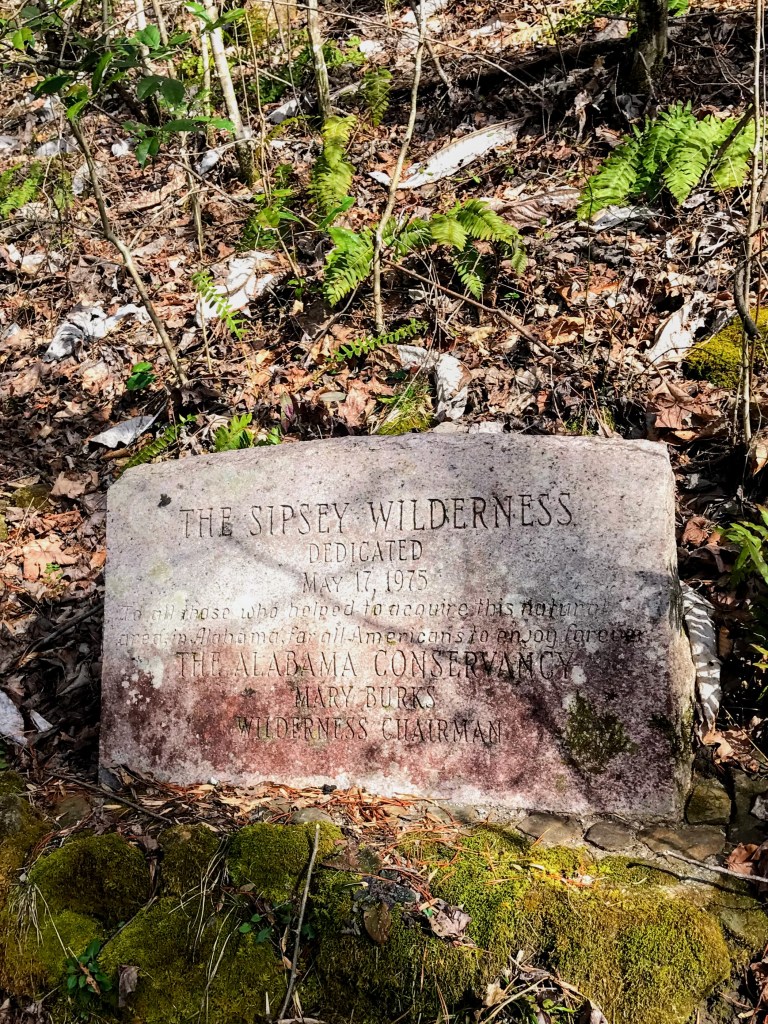 THE SIPSEY WILDERNESS
DEDICATED
MAY 17, 1975
To all those who helped to acquire this natural
area in Alabama, for all Americans to enjoy forever
THE ALABAMA CONSERVANCY
MARY BURKS
WILDERNESS CHAIRMAN